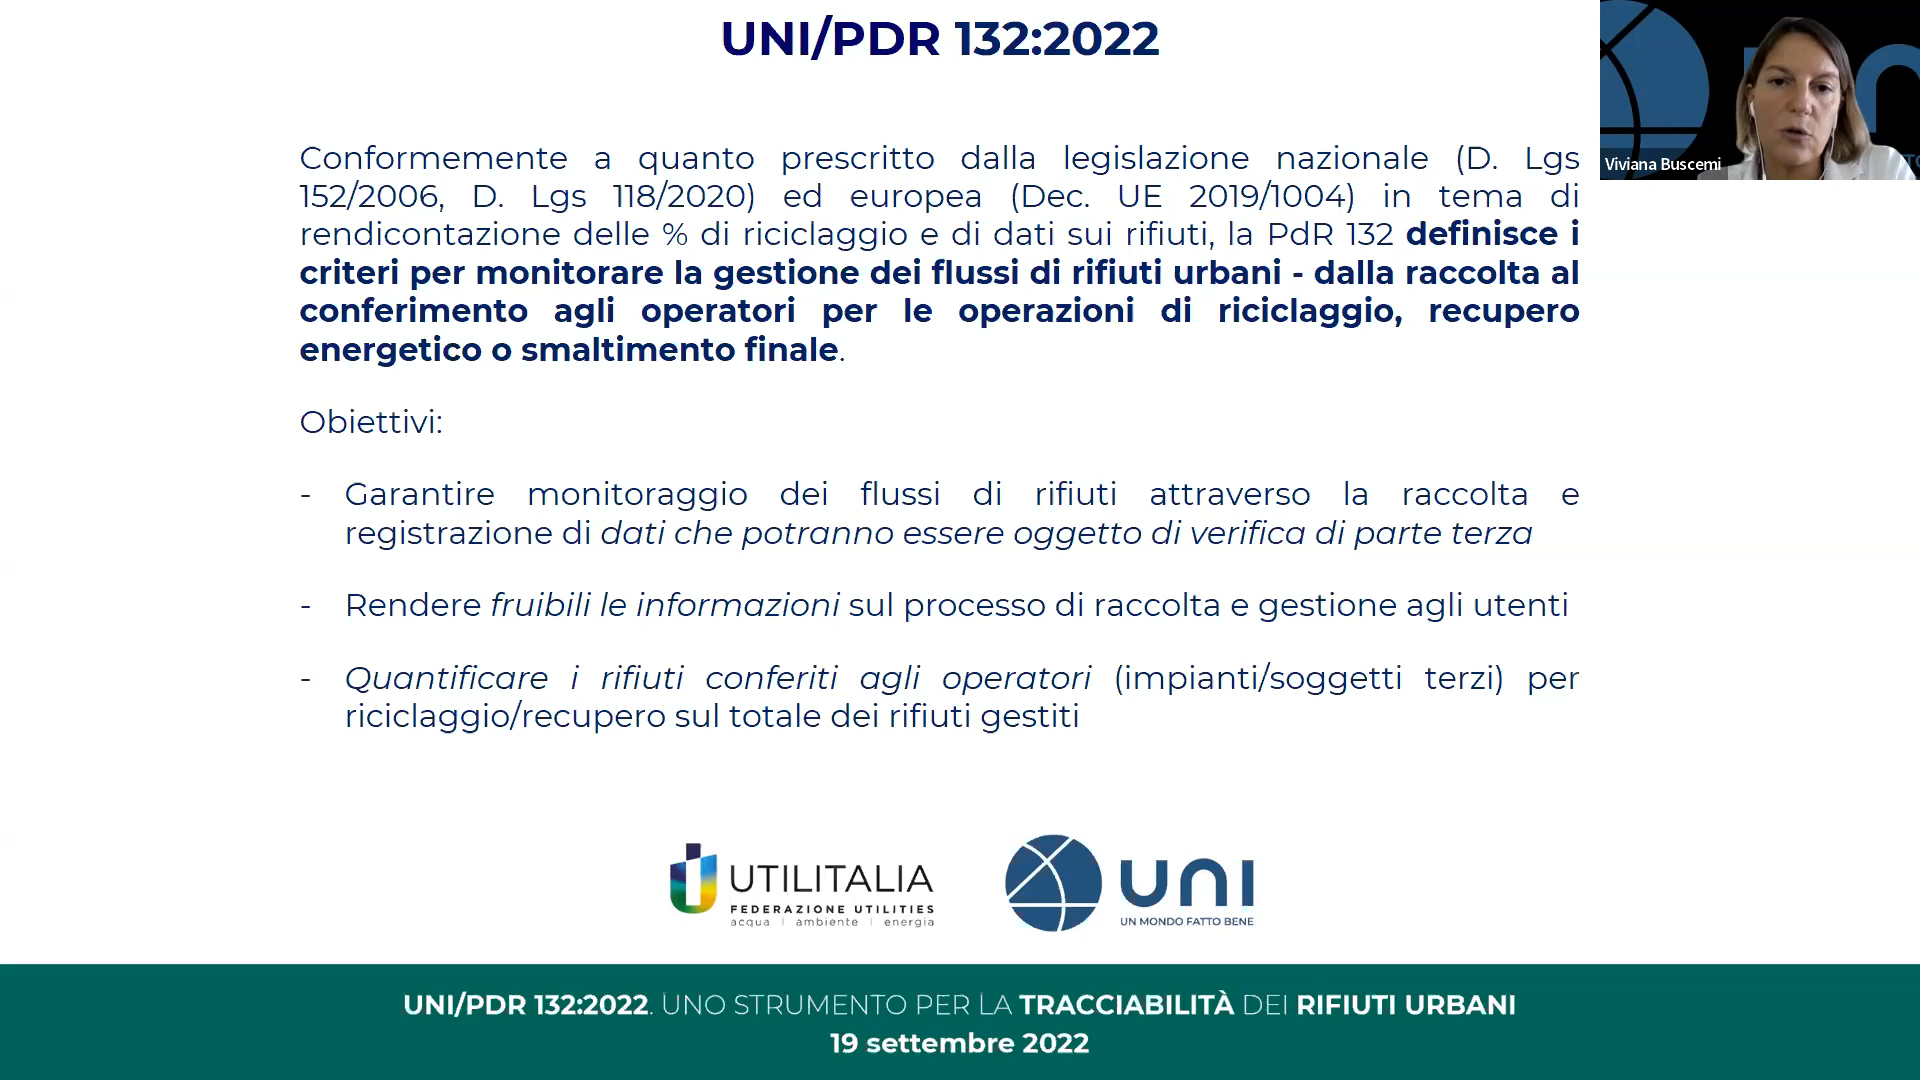 UNI/PDR 132:2022
Conformemente a quanto prescritto dalla legislazione nazionale (D. Lgs
152/2006, D. Lgs 118/2020) ed europea (Dec. UE 2019/1004) in tema di
rendicontazione delle % di riciclaggio e di dati sui rifiuti, la PdR 132 definisce i
criteri per monitorare la gestione dei flussi di rifiuti urbani - dalla raccolta al
conferimento agli operatori per le operazioni di riciclaggio, recupero
energetico o smaltimento finale.
Obiettivi:
- Garantire monitoraggio dei flussi di rifiuti attraverso la raccolta e
registrazione di dati che potranno essere oggetto di verifica di parte terza
- Rendere fruibili le informazioni sul processo di raccolta e gestione agli utenti
- Quantificare i rifiuti conferiti agli operatori (impianti/soggetti terzi) per
riciclaggio/recupero sul totale dei rifiuti gestiti
Viviana Buscemi
UTILITALIA
FEDERAZIONE UTILITIES
acqua | ambiente | energia
UNI
UN MONDO FATTO BENE
UNI/PDR 132:2022. UNO STRUMENTO PER LA TRACCIABILITÀ DEI RIFIUTI URBANI
19 settembre 2022